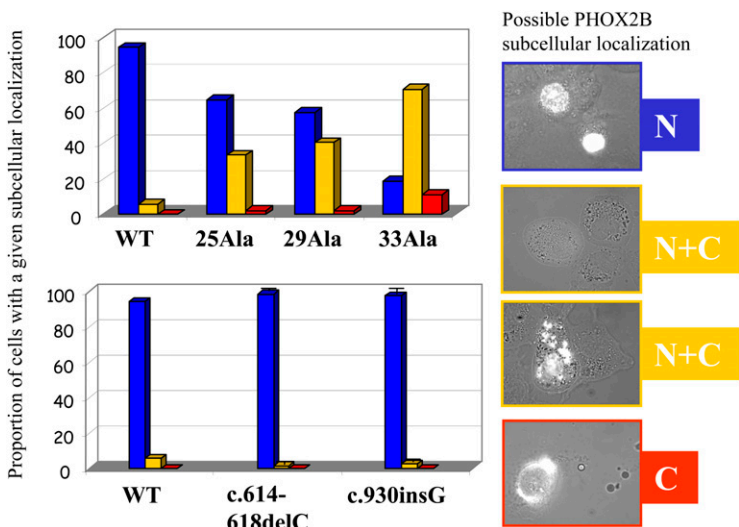 Possible PHOX2B
subcellular localization
Proportion of cells with a given subcellular localization
100
80
60
40
20
0
WT 25Ala 29Ala 33Ala
N
N+C
N+C
C
100
80
60
40
20
0
WT c.614- c.930insG
618delC